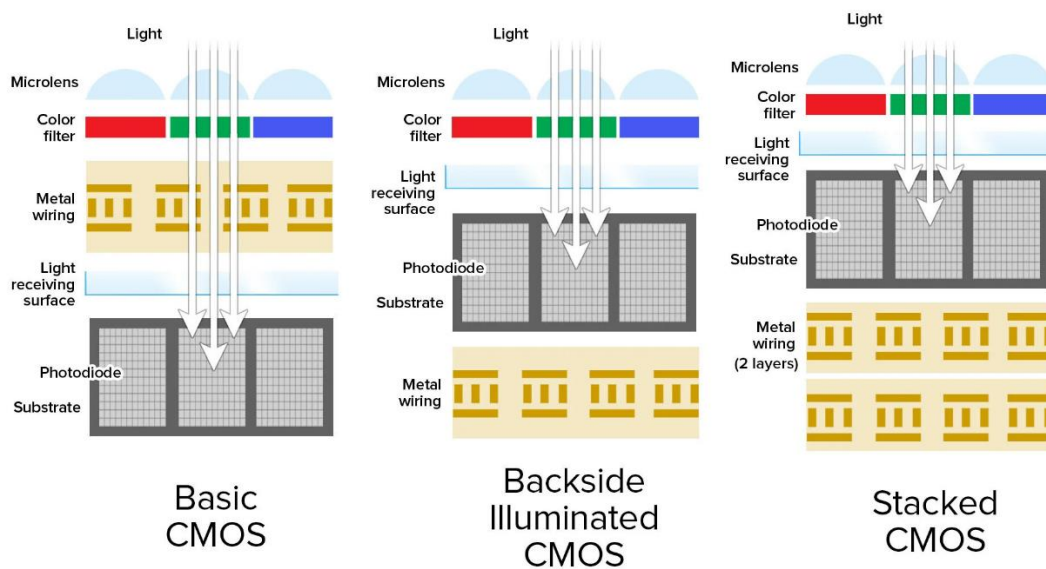 Light
Microlens
Color
filter
Metal
wiring
Light
receiving
surface
Photodiode
Substrate
Basic
CMOS
Light
Microlens
Color
filter
Light
receiving
surface
Photodiode
Substrate
Metal
wiring
Backside
Illuminated
CMOS
Light
Microlens
Color
filter
Light
receiving
surface
Photodiode
Substrate
Metal
wiring
(2 layers)
Stacked
CMOS